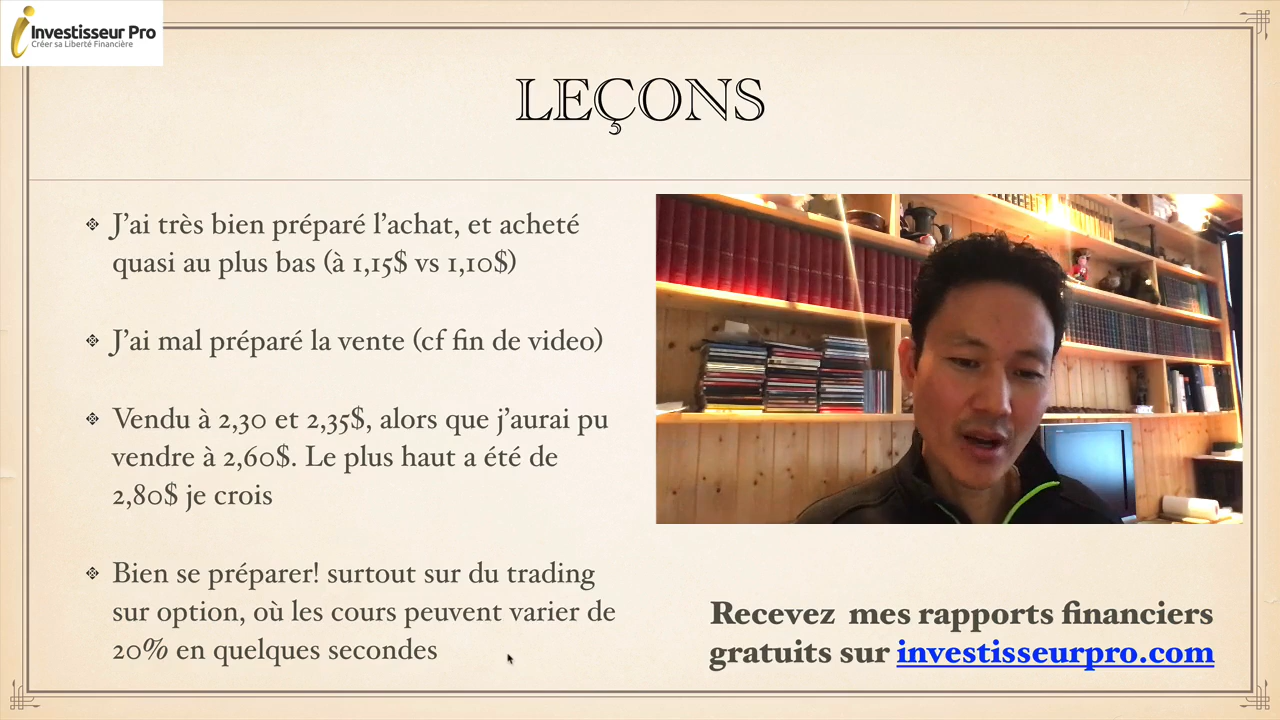 Investisseur Pro
Créer sa Liberté Financière
LEÇONS
J'ai très bien préparé l'achat, et acheté
quasi au plus bas (à 1,15$ vs 1,10$)
J'ai mal préparé la vente (cf fin de video)
Vendu à 2,30 et 2,35$, alors que j'aurai pu
vendre à 2,60$. Le plus haut a été de
2,80$ je crois
Bien se préparer! surtout sur du trading
sur option, où les cours peuvent varier de
20% en quelques secondes
Recevez mes rapports financiers
gratuits sur investisseurpro.com